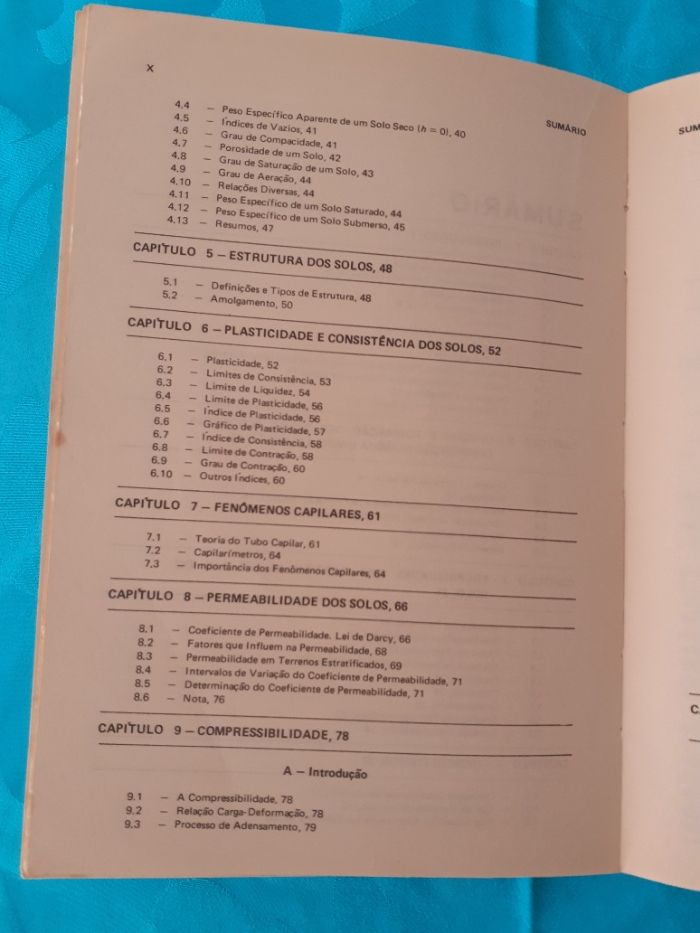 X
SUMÁRIO
4.4 — Peso Específico Aparente de um Solo Seco (h = 0), 40
4.5 — Índices de Vazios, 41
4.6 — Grau de Compacidade, 41
4.7 — Porosidade de um Solo, 42
4.8 — Grau de Saturação de um Solo, 43
4.9 — Grau de Aeração, 44
4.10 — Relações Diversas, 44
4.11 — Peso Específico de um Solo Saturado, 44
4.12 — Peso Específico de um Solo Submerso, 45
4.13 — Resumos, 47
CAPÍTULO 5 — ESTRUTURA DOS SOLOS, 48
5.1 — Definições e Tipos de Estrutura, 48
5.2 — Amolgamento, 50
CAPÍTULO 6 — PLASTICIDADE E CONSISTÊNCIA DOS SOLOS, 52
6.1 — Plasticidade, 52
6.2 — Limites de Consistência, 53
6.3 — Limite de Liquidez, 54
6.4 — Limite de Plasticidade, 56
6.5 — Índice de Plasticidade, 56
6.6 — Gráfico de Plasticidade, 57
6.7 — Índice de Consistência, 58
6.8 — Limite de Contração, 58
6.9 — Grau de Contração, 60
6.10 — Outros Índices, 60
CAPÍTULO 7 — FENÔMENOS CAPILARES, 61
7.1 — Teoria do Tubo Capilar, 61
7.2 — Capilarímetros, 64
7.3 — Importância dos Fenômenos Capilares, 64
CAPÍTULO 8 — PERMEABILIDADE DOS SOLOS, 66
8.1 — Coeficiente de Permeabilidade. Lei de Darcy, 66
8.2 — Fatores que Influem na Permeabilidade, 68
8.3 — Permeabilidade em Terrenos Estratificados, 69
8.4 — Intervalos de Variação do Coeficiente de Permeabilidade, 71
8.5 — Determinação do Coeficiente de Permeabilidade, 71
8.6 — Nota, 76
CAPÍTULO 9 — COMPRESSIBILIDADE, 78
A — Introdução
9.1 — A Compressibilidade, 78
9.2 — Relação Carga-Deformação, 78
9.3 — Processo de Adensamento, 79